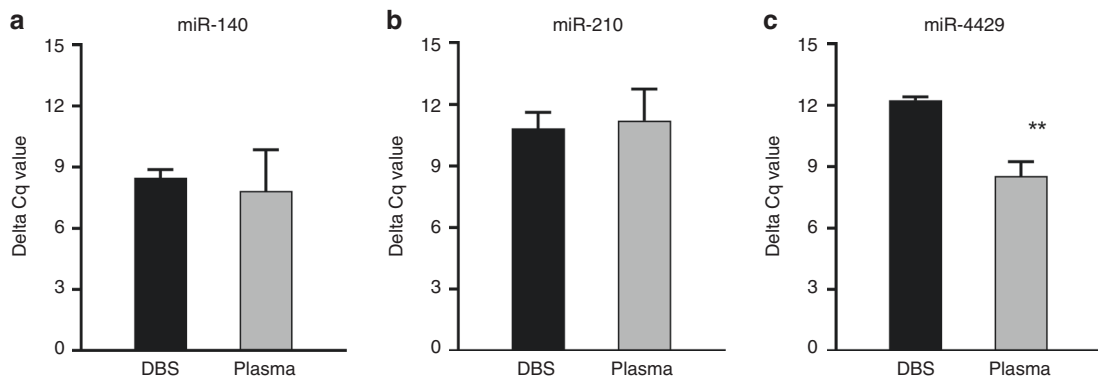 a
miR-140
Delta Cq value
15
12
9
6
3
0
DBS Plasma
b
miR-210
Delta Cq value
15
12
9
6
3
0
DBS Plasma
c
miR-4429
Delta Cq value
15
12
9
6
3
0
**
DBS Plasma